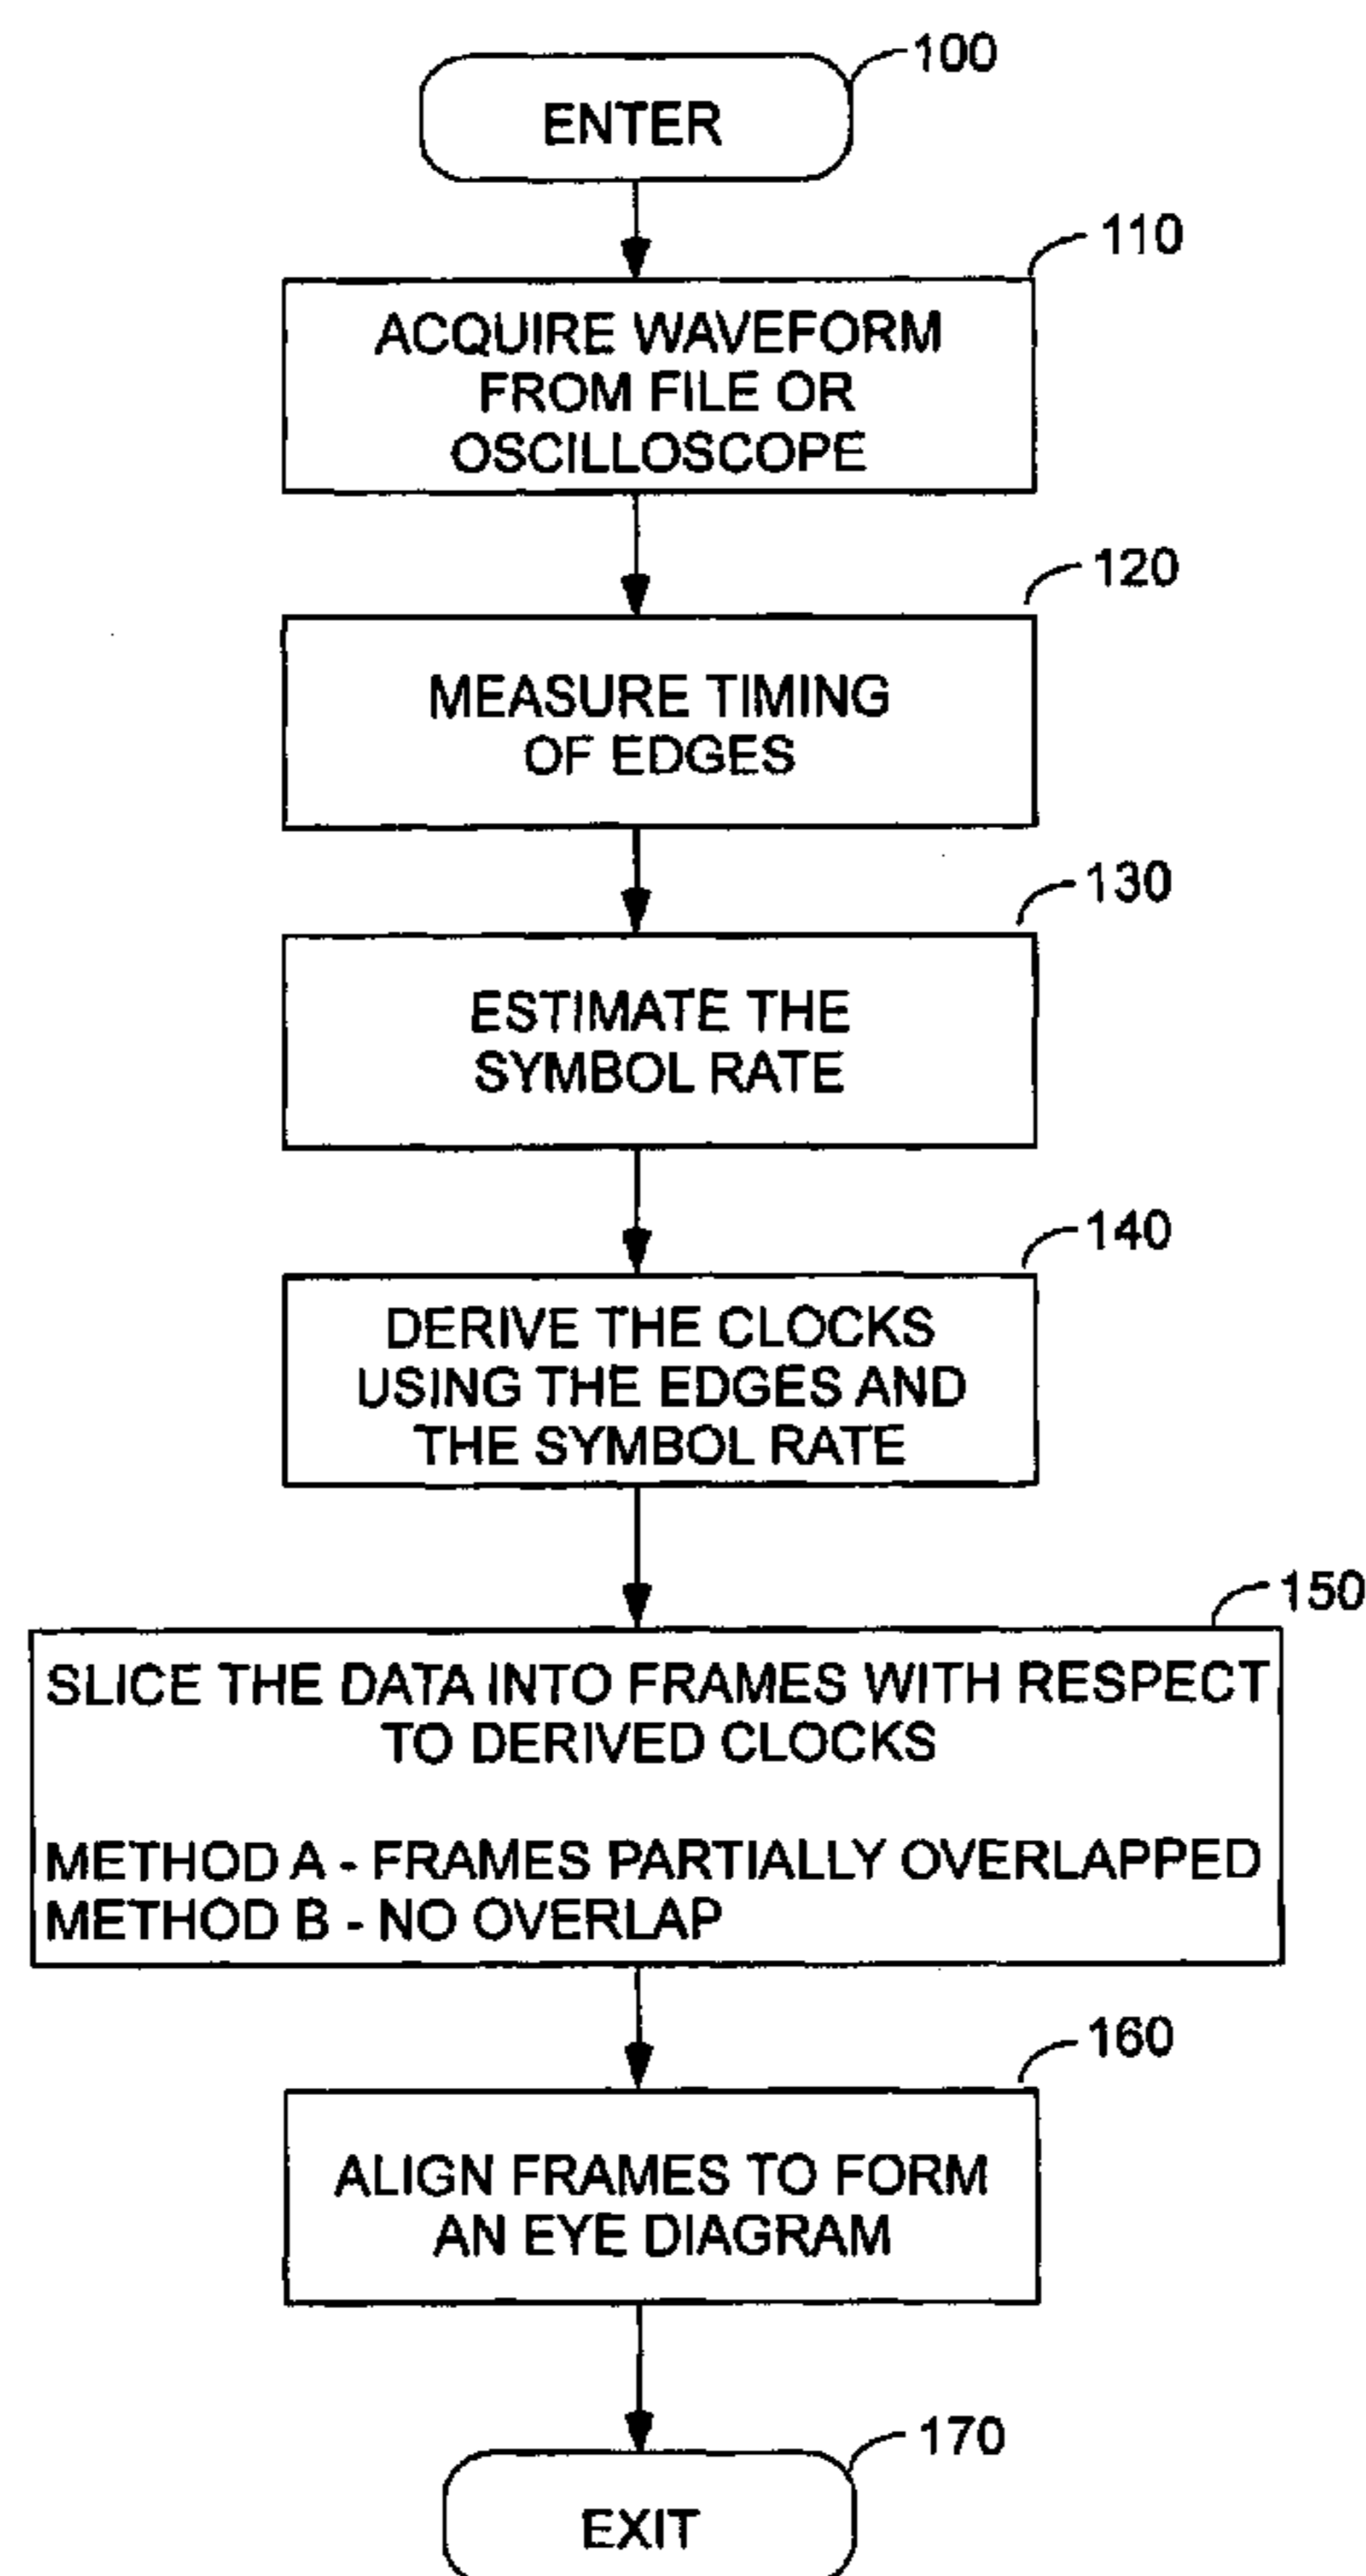 100
ENTER
110
ACQUIRE WAVEFORM
FROM FILE OR
OSCILLOSCOPE
120
MEASURE TIMING
OF EDGES
130
ESTIMATE THE
SYMBOL RATE
140
DERIVE THE CLOCKS
USING THE EDGES AND
THE SYMBOL RATE
150
SLICE THE DATA INTO FRAMES WITH RESPECT
TO DERIVED CLOCKS
METHOD A - FRAMES PARTIALLY OVERLAPPED
METHOD B - NO OVERLAP
160
ALIGN FRAMES TO FORM
AN EYE DIAGRAM
170
EXIT